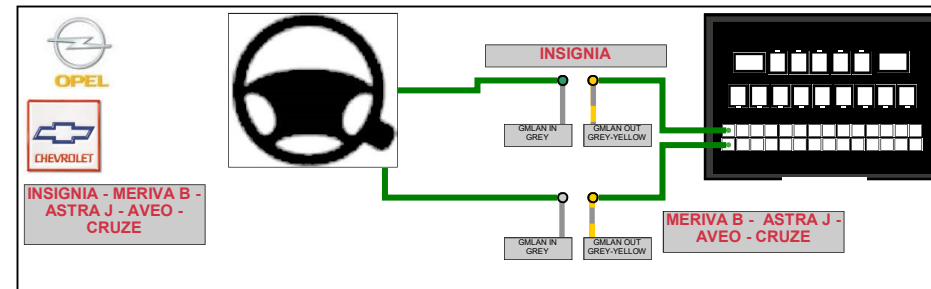 OPEL
CHEVROLET
INSIGNIA - MERIVA B -
ASTRA J - AVEO -
CRUZE
INSIGNIA
GMLAN IN
GREY
GMLAN OUT
GREY-YELLOW
GMLAN IN
GREY
GMLAN OUT
GREY-YELLOW
MERIVA B - ASTRA J -
AVEO - CRUZE